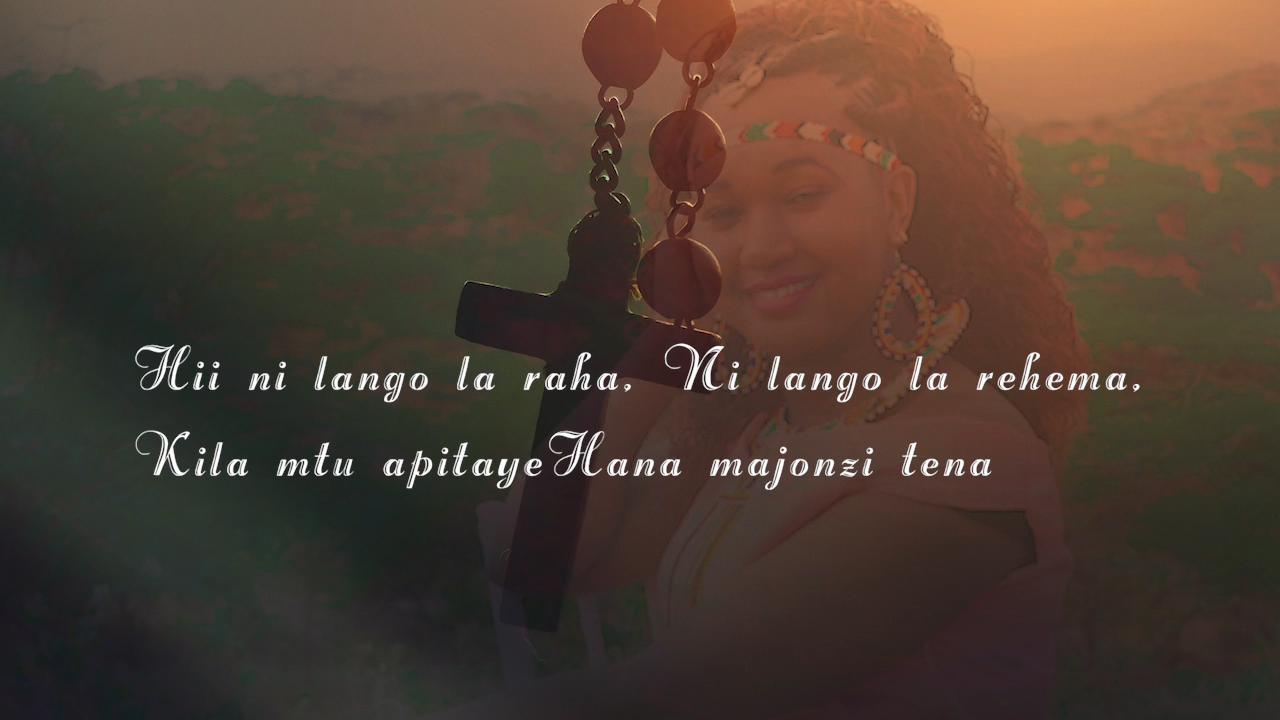 Hii ni lango la raha, Ni lango la rehema,
Kila mtu apitayeHana majonzi tena